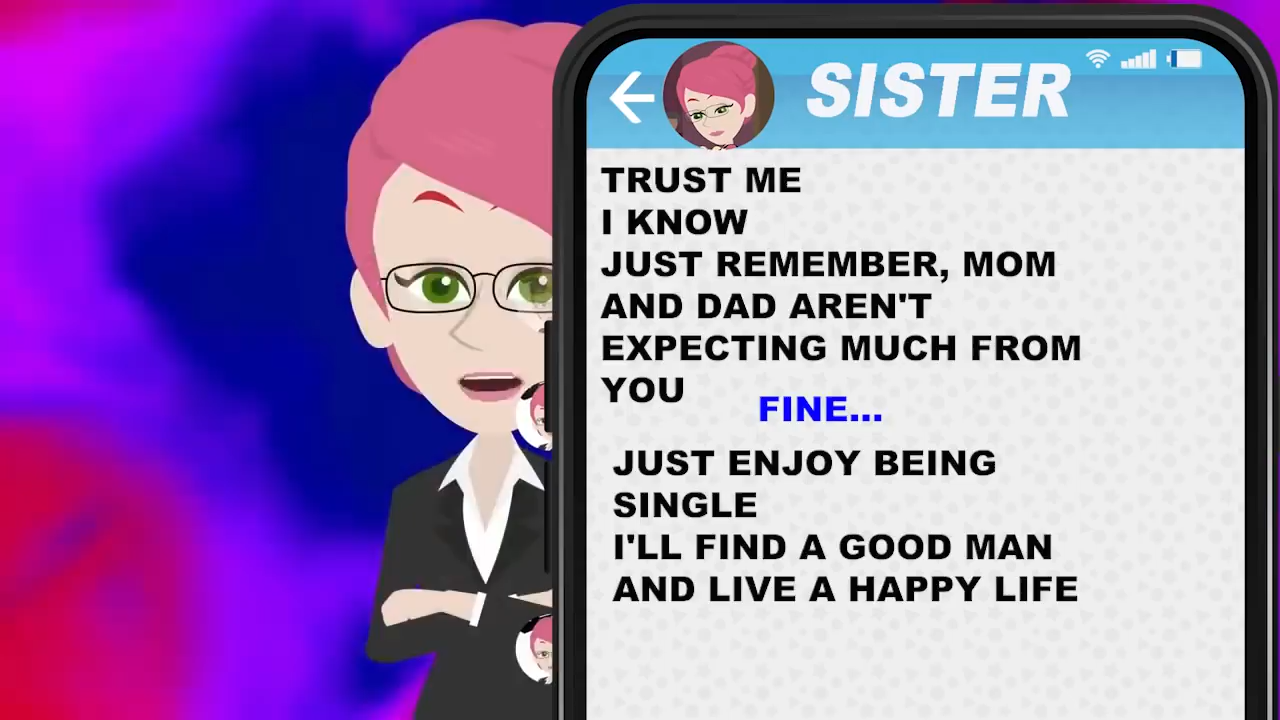 SISTER
TRUST ME
I KNOW
JUST REMEMBER, MOM
AND DAD AREN'T
EXPECTING MUCH FROM
YOU
FINE...
JUST ENJOY BEING
SINGLE
I'LL FIND A GOOD MAN
AND LIVE A HAPPY LIFE